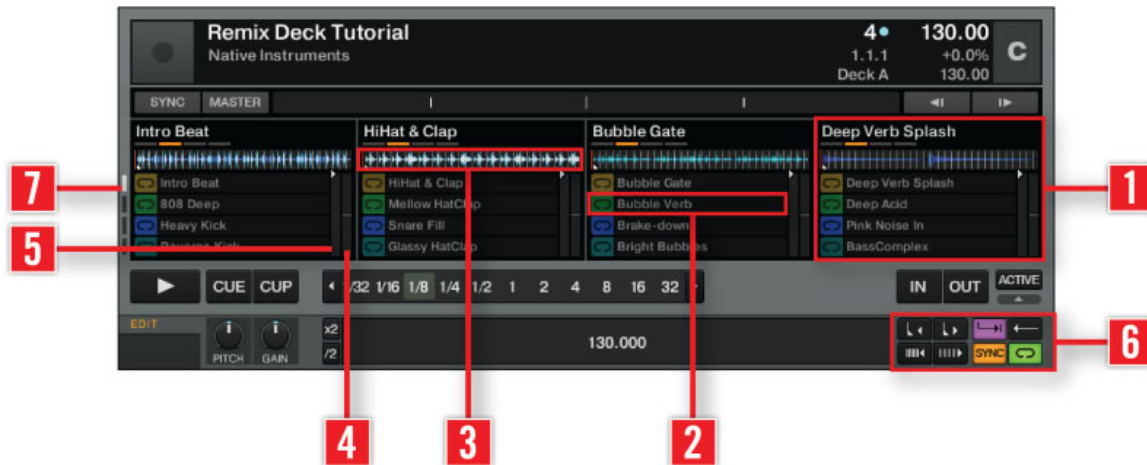 Remix Deck Tutorial
Native Instruments
4
1.1.1
Deck A
130.00
+0.0%
130.00
C
SYNC MASTER
Intro Beat
HiHat & Clap
Bubble Gate
Deep Verb Splash
Intro Beat
808 Deep
Heavy Kick
Reverse Kick
HiHat & Clap
Mellow HatClap
Snare Fill
Glassy HatClap
Bubble Gate
Bubble Verb
Brake-down
Bright Bubbles
Deep Verb Splash
Deep Acid
Pink Noise In
BassComplex
CUE CUP
1/32 1/16 1/8 1/4 1/2 1 2 4 8 16 32
IN OUT ACTIVE
EDIT
PITCH GAIN
x2
/2
130.000
SYNC
7
5
4
3
2
1
6